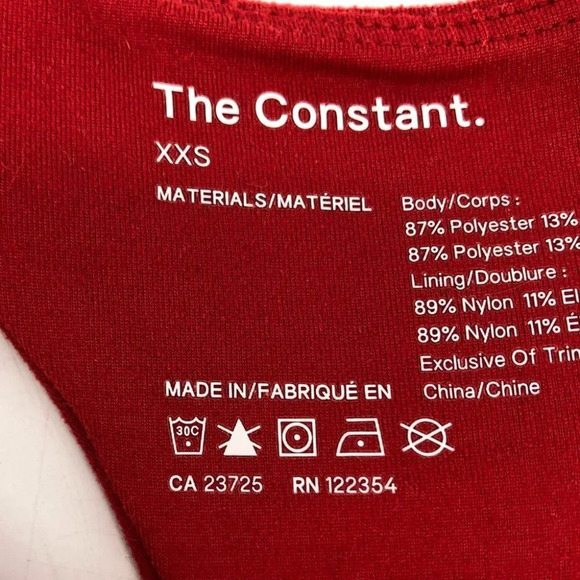 The Constant.
XXS
MATERIALS/MATÉRIEL
Body/Corps :
87% Polyester 13%
87% Polyester 13%
Lining/Doublure :
89% Nylon 11%
89% Nylon 11%
Exclusive Of
MADE IN/FABRIQUÉ EN China/Chine
30C
CA 23725 RN 122354